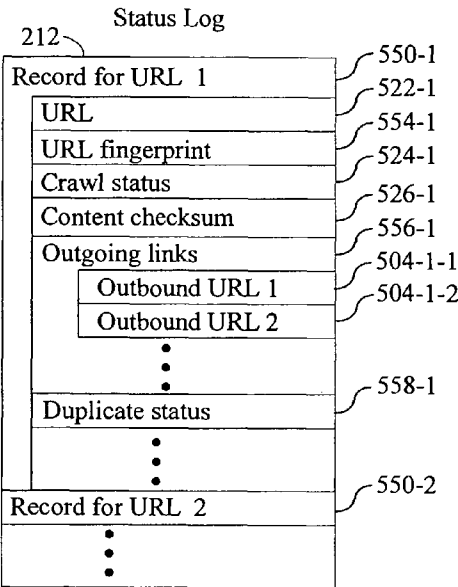 Status Log
212
Record for URL 1 550-1
URL 522-1
URL fingerprint 554-1
Crawl status 524-1
Content checksum 526-1
Outgoing links 556-1
Outbound URL 1 504-1-1
Outbound URL 2 504-1-2
Duplicate status 558-1
Record for URL 2 550-2